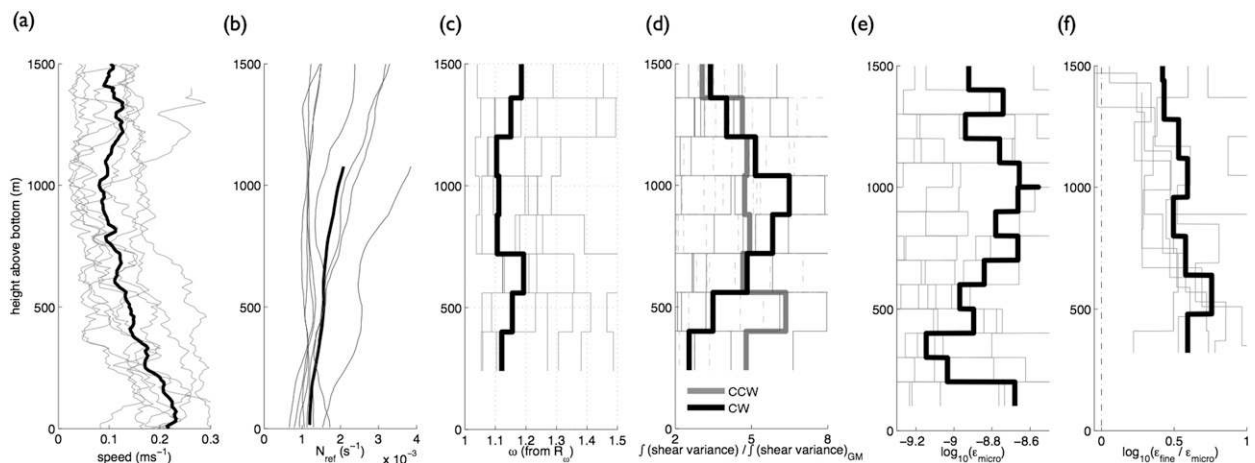 (a) (b) (c) (d) (e) (f)
1500 1500 1500 1500 1500 1500
1000 1000 1000 1000 1000 1000
500 500 500 500 500 500
0 0 0 0 0 0
height above bottom (m)
CCW
CW
0 0.1 0.2 0.3
speed (ms⁻¹)
0 1 2 3 4
N_ref (s⁻¹) × 10⁻³
1 1.1 1.2 1.3 1.4 1.5
ω (from R_ω)
2 4 6 8
∫(shear variance) / ∫(shear variance)_GM
-9.2 -9 -8.8 -8.6
log₁₀(ε_micro)
0 0.5 1
log₁₀(ε_fine / ε_micro)